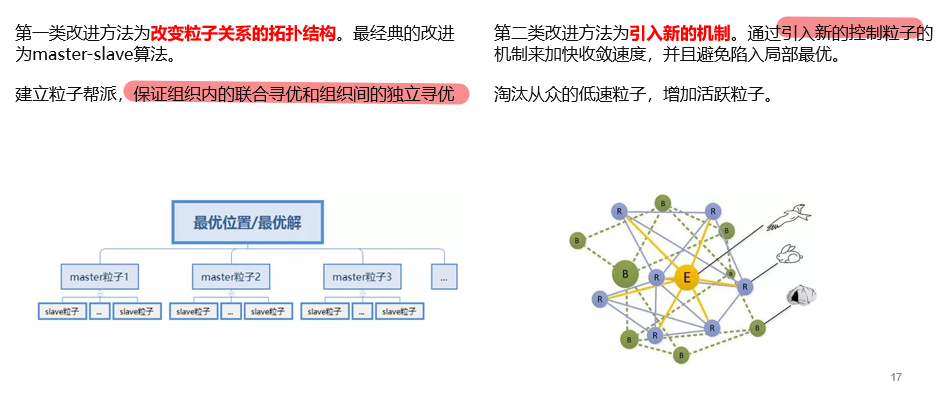 第一类改进方法为改变粒子关系的拓扑结构。最经典的改进
为master-slave算法。
建立粒子帮派，保证组织内的联合寻优和组织间的独立寻优
第二类改进方法为引入新的机制。通过引入新的控制粒子的
机制来加快收敛速度，并且避免陷入局部最优。
淘汰从众的低速粒子，增加活跃粒子。
最优位置/最优解
master粒子1
master粒子2
master粒子3
...
slave粒子
...
slave粒子
slave粒子
...
slave粒子
slave粒子
...
slave粒子
B
R
R
B
B
B
R
E
B
R
R
R
R
B
B
B
17